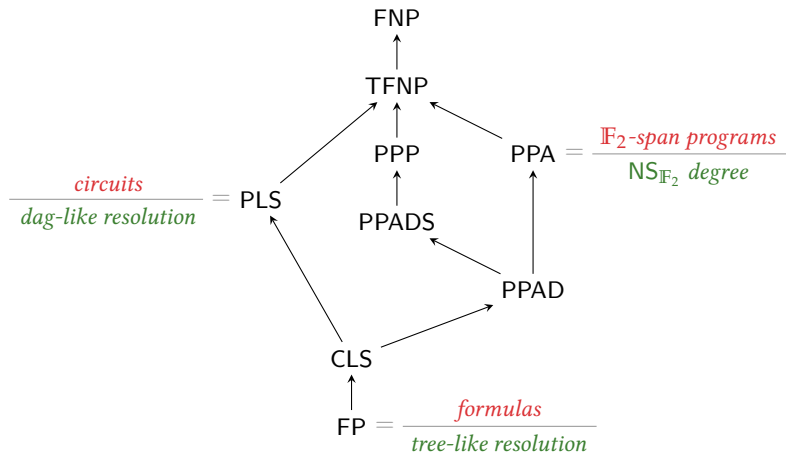 FNP
TFNP
PPP
PPA = 𝔽₂-span programs
NS𝔽₂ degree
circuits
dag-like resolution = PLS
PPADS
PPAD
CLS
FP = formulas
tree-like resolution